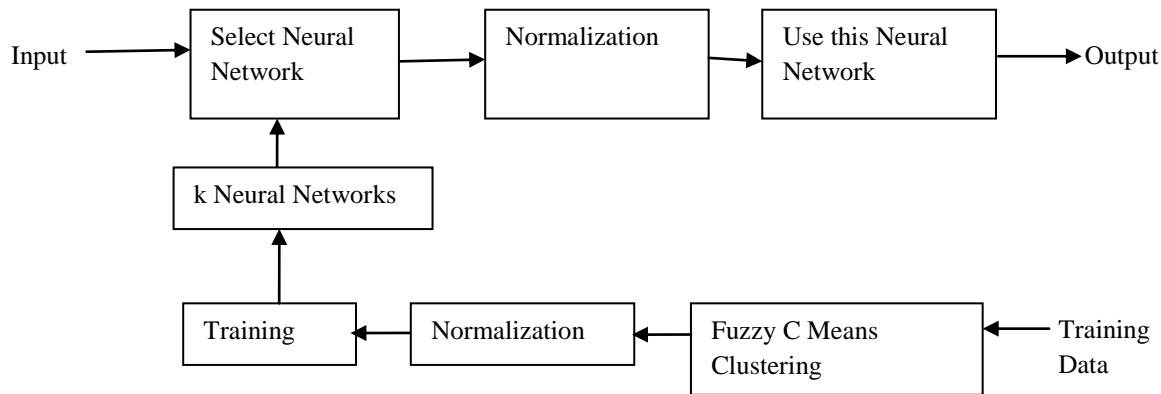 Input
Select Neural
Network
Normalization
Use this Neural
Network
Output
k Neural Networks
Training
Normalization
Fuzzy C Means
Clustering
Training
Data